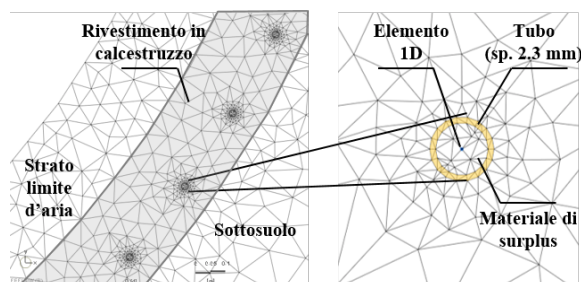 Rivestimento in
calcestruzzo
Strato
limite
d'aria
Sottosuolo
Elemento
1D
Tubo
(sp. 2,3 mm)
Materiale di
surplus